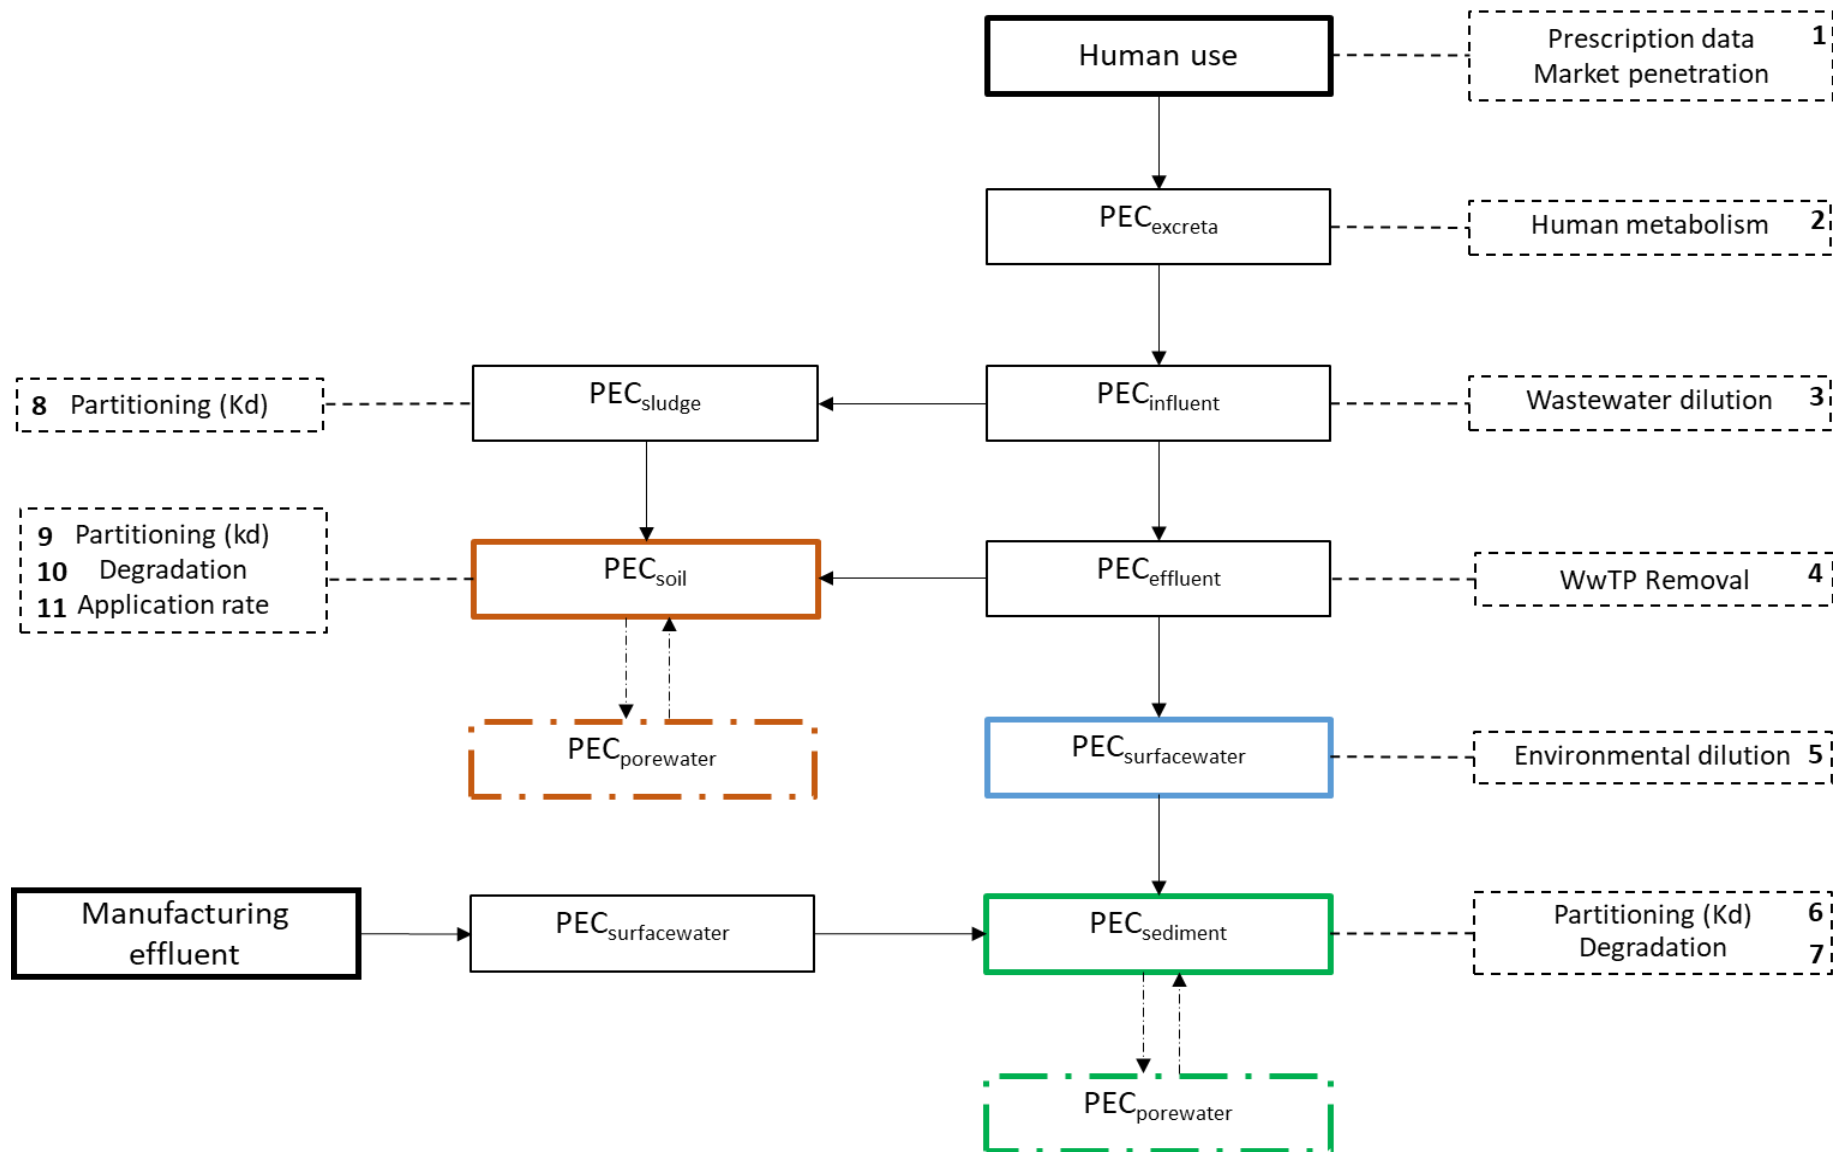 Human use
Prescription data 1
Market penetration
PECexcreta
Human metabolism 2
8 Partitioning (Kd)
PECsludge
PECinfluent
Wastewater dilution 3
9 Partitioning (kd)
10 Degradation
11 Application rate
PECsoil
PECeffluent
WwTP Removal 4
PECporewater
PECsurfacewater
Environmental dilution 5
Manufacturing
effluent
PECsurfacewater
PECsediment
Partitioning (Kd) 6
Degradation 7
PECporewater